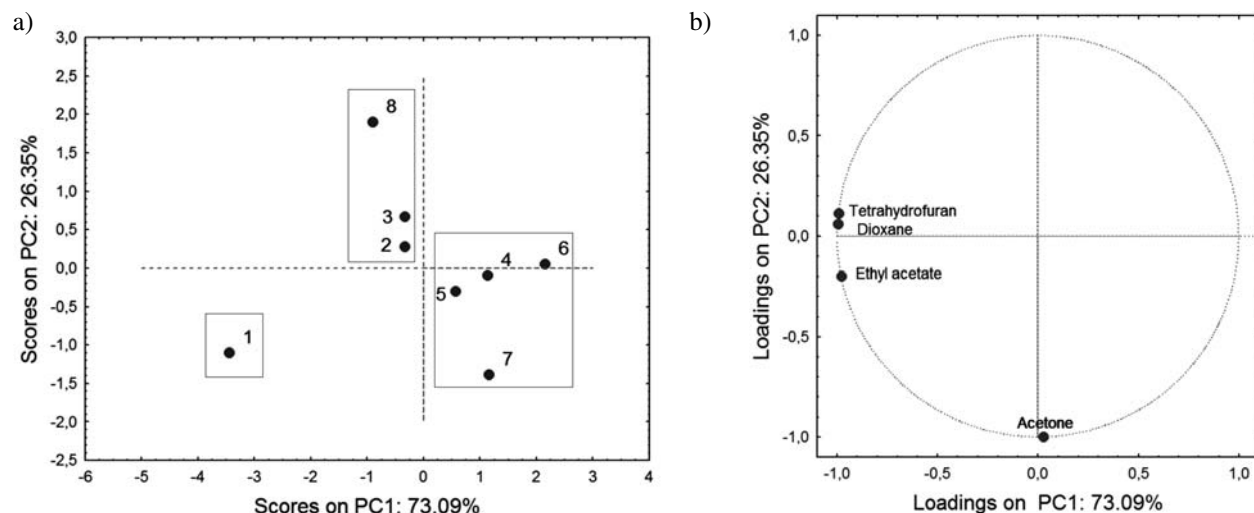 a)
3,0
2,5
2,0
1,5
1,0
0,5
0,0
-0,5
-1,0
-1,5
-2,0
-2,5
Scores on PC2: 26.35%
8
3
2
4
6
5
7
1
-6 -5 -4 -3 -2 -1 0 1 2 3 4
Scores on PC1: 73.09%
b)
1,0
0,5
0,0
-0,5
-1,0
Loadings on PC2: 26.35%
Tetrahydrofuran
Dioxane
Ethyl acetate
Acetone
-1,0 -0,5 0,0 0,5 1,0
Loadings on PC1: 73.09%